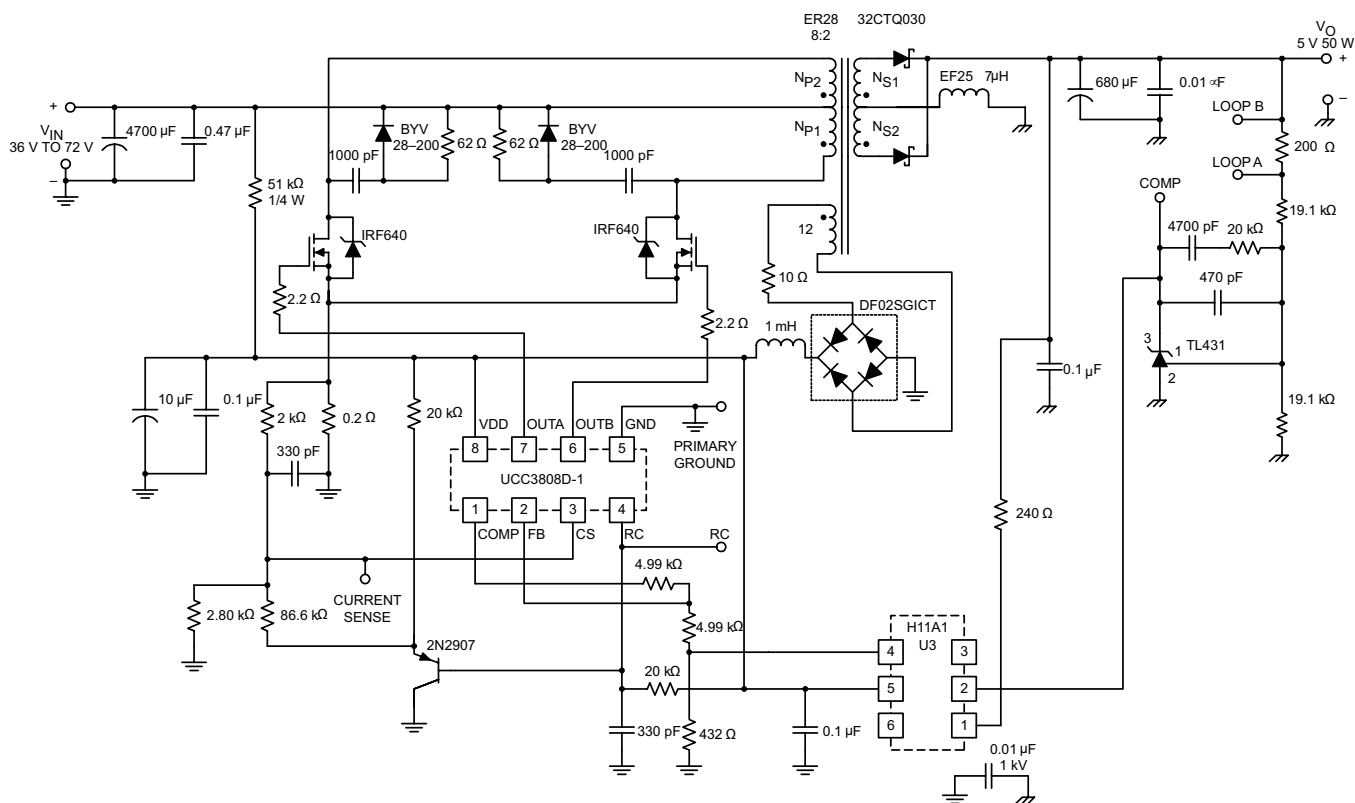 ER28
8:2
32CTQ030
VO
5 V 50 W
+
−
NP2
NS1
EF25 7μH
680 μF
0.01 ∝F
LOOP B
200 Ω
LOOP A
+
VIN
36 V TO 72 V
−
4700 μF
0.47 μF
BYV
28–200
62 Ω
62 Ω
BYV
28–200
1000 pF
1000 pF
NP1
NS2
51 kΩ
1/4 W
IRF640
IRF640
12
10 Ω
COMP
19.1 kΩ
4700 pF
20 kΩ
470 pF
2.2 Ω
2.2 Ω
1 mH
DF02SGICT
3
1
TL431
2
0.1 μF
19.1 kΩ
10 μF
0.1 μF
2 kΩ
0.2 Ω
20 kΩ
330 pF
VDD
OUTA
OUTB
GND
8
7
6
5
PRIMARY
GROUND
UCC3808D-1
1
2
3
4
COMP
FB
CS
RC
RC
240 Ω
4.99 kΩ
CURRENT
SENSE
2.80 kΩ
86.6 kΩ
4.99 kΩ
H11A1
U3
2N2907
4
3
20 kΩ
5
2
6
1
330 pF
432 Ω
0.1 μF
0.01 μF
1 kV